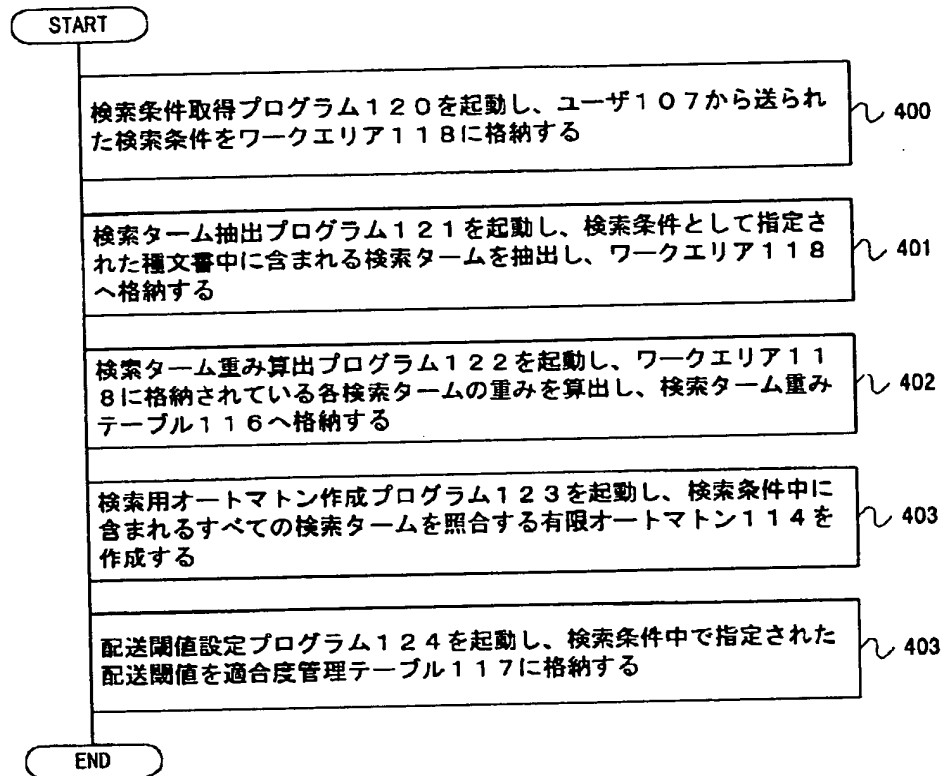 START
検索条件取得プログラム120を起動し、ユーザ107から送られ
た検索条件をワークエリア118に格納する
400
検索ターム抽出プログラム121を起動し、検索条件として指定さ
れた種文書中に含まれる検索タームを抽出し、ワークエリア118
へ格納する
401
検索ターム重み算出プログラム122を起動し、ワークエリア11
8に格納されている各検索タームの重みを算出し、検索ターム重み
テーブル116へ格納する
402
検索用オートマトン作成プログラム123を起動し、検索条件中に
含まれるすべての検索タームを照合する有限オートマトン114を
作成する
403
配送閾値設定プログラム124を起動し、検索条件中で指定された
配送閾値を適合度管理テーブル117に格納する
403
END